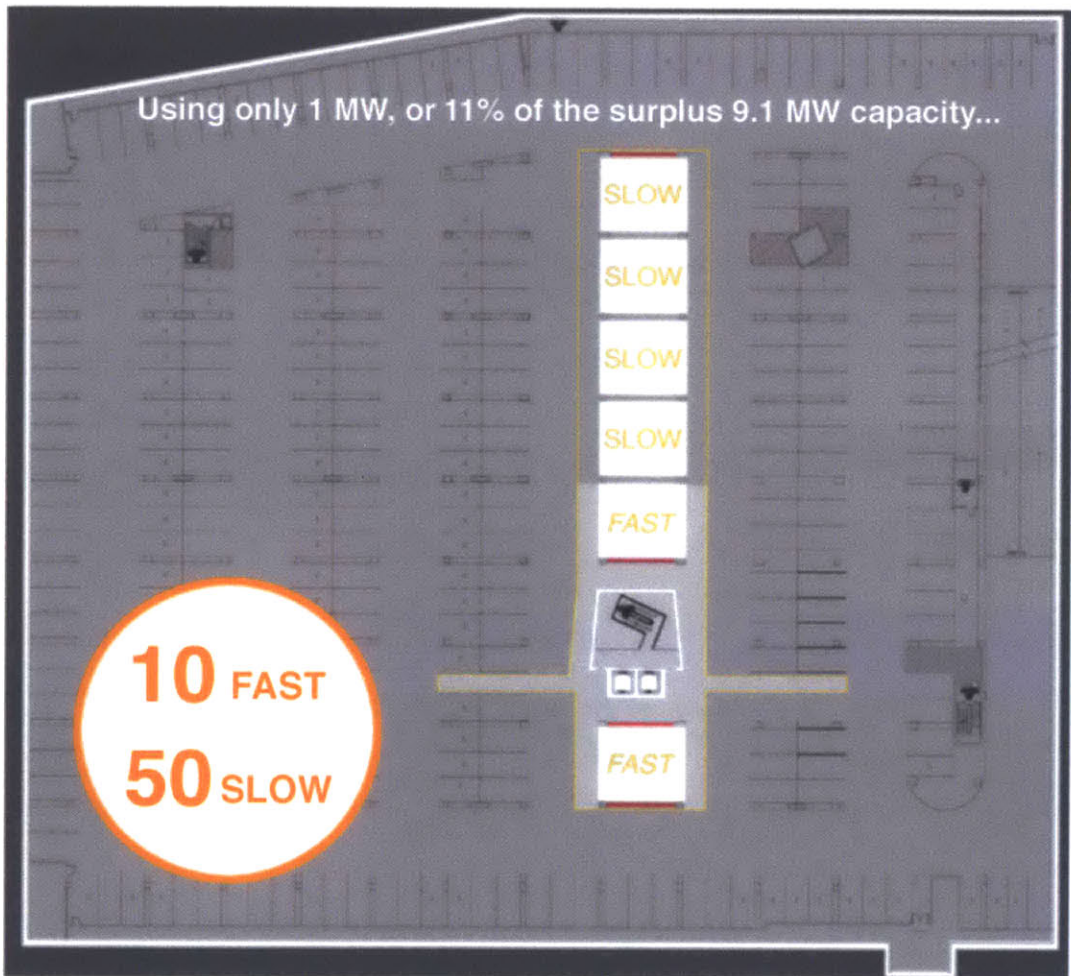 Using only 1 MW, or 11% of the surplus 9.1 MW capacity...
SLOW
SLOW
SLOW
SLOW
FAST
FAST
10 FAST
50 SLOW